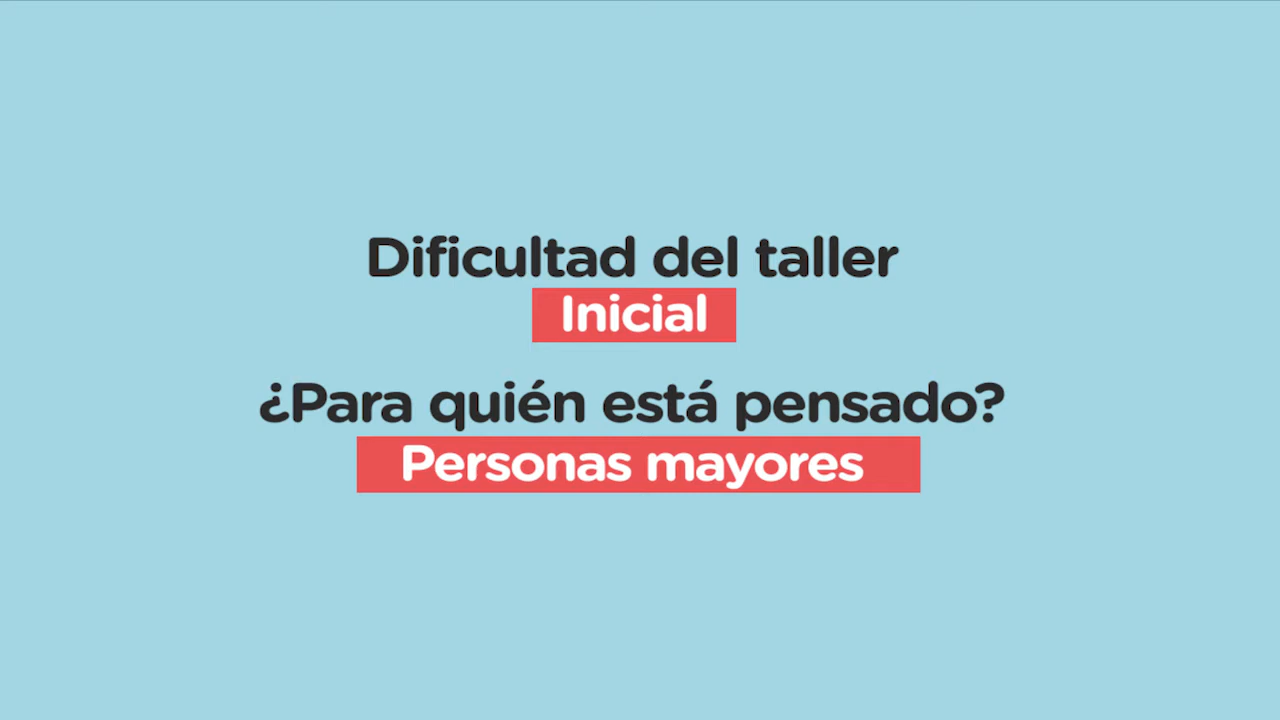 Dificultad del taller
Inicial
¿Para quién está pensado?
Personas mayores